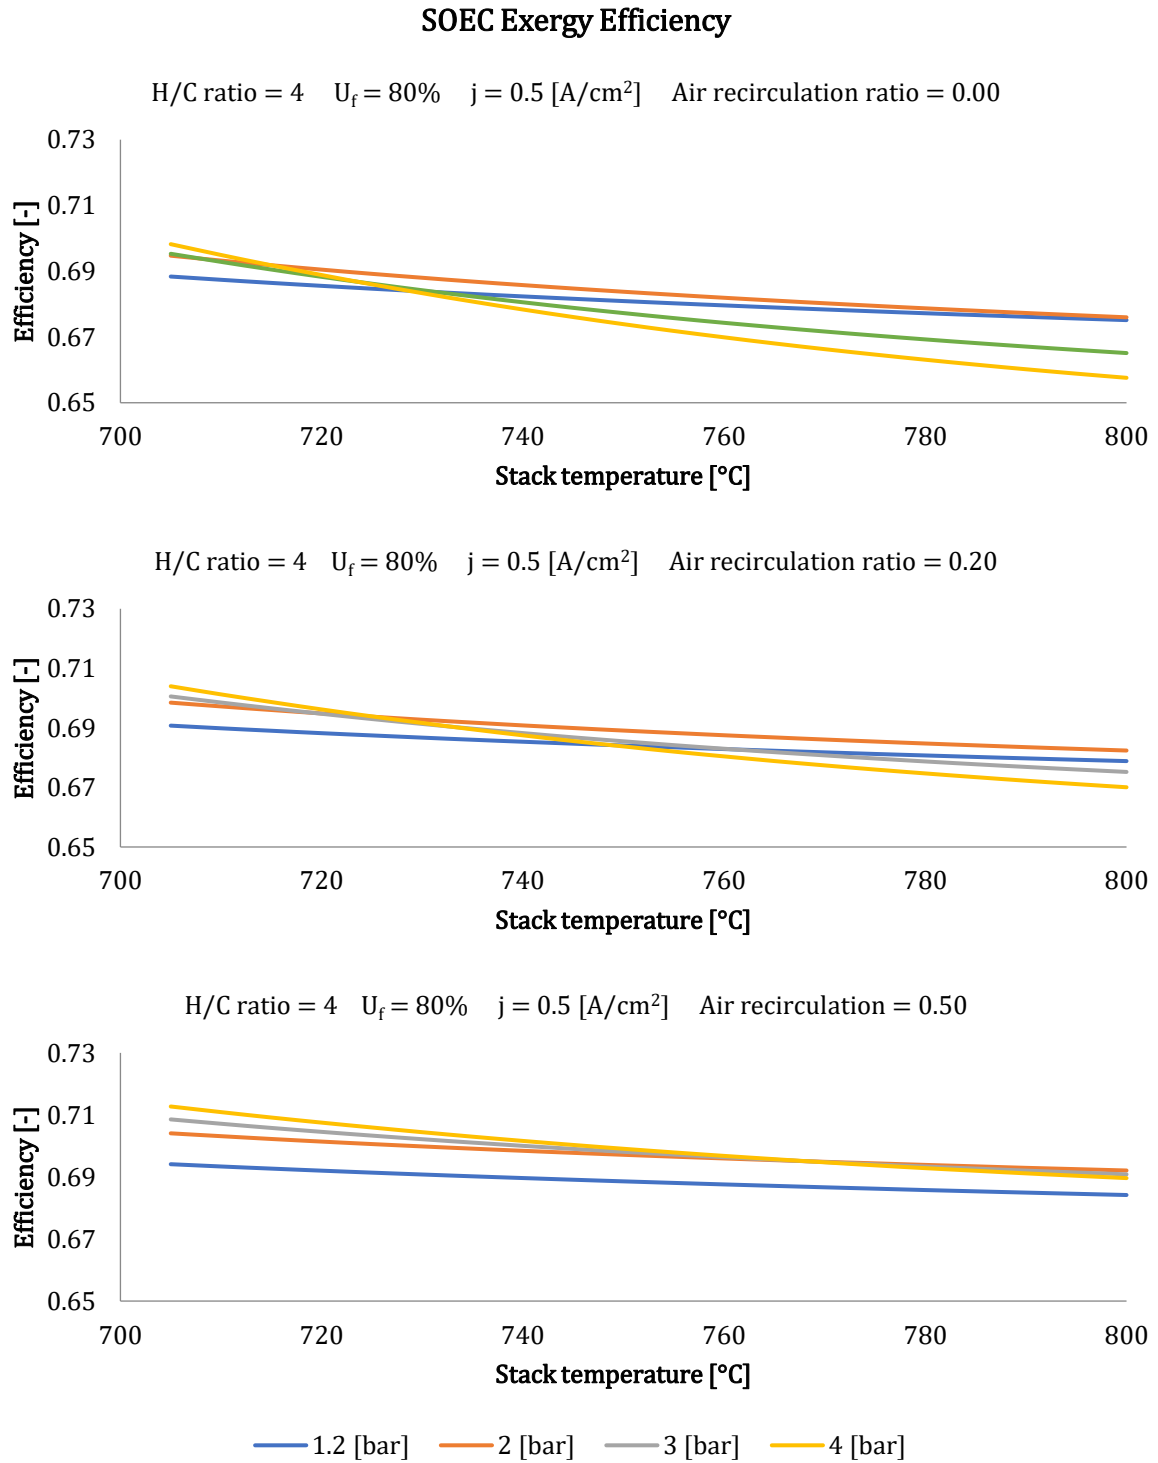 SOEC Exergy Efficiency
H/C ratio = 4 U_f = 80% j = 0.5 [A/cm²] Air recirculation ratio = 0.00
0.73
0.71
0.69
0.67
0.65
Efficiency [-]
700 720 740 760 780 800
Stack temperature [°C]
H/C ratio = 4 U_f = 80% j = 0.5 [A/cm²] Air recirculation ratio = 0.20
0.73
0.71
0.69
0.67
0.65
Efficiency [-]
700 720 740 760 780 800
Stack temperature [°C]
H/C ratio = 4 U_f = 80% j = 0.5 [A/cm²] Air recirculation = 0.50
0.73
0.71
0.69
0.67
0.65
Efficiency [-]
700 720 740 760 780 800
Stack temperature [°C]
1.2 [bar] 2 [bar] 3 [bar] 4 [bar]